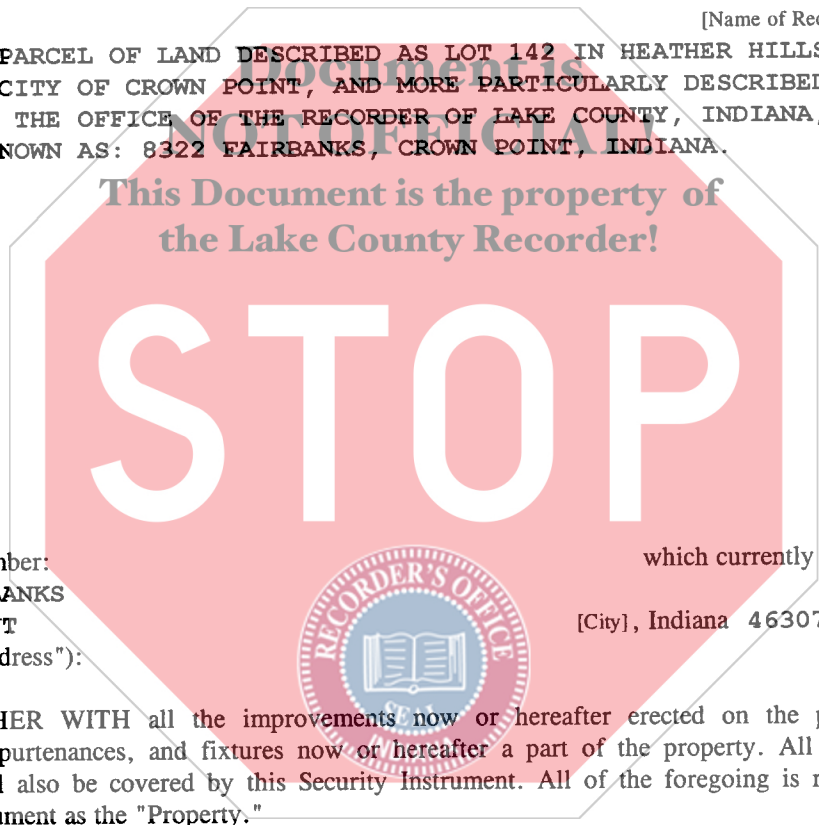 [Name of Rec
PARCEL OF LAND DESCRIBED AS LOT 142 IN HEATHER HILLS
Document is
CITY OF CROWN POINT, AND MORE PARTICULARLY DESCRIBED
THE OFFICE OF THE RECORDER OF LAKE COUNTY, INDIANA,
NOT OFFICIAL!
NOWN AS: 8322 FAIRBANKS, CROWN POINT, INDIANA.
This Document is the property of
the Lake County Recorder!
STOP
mber:
which currently
ANKS
T
[City], Indiana 46307
dress"):
RECORDER'S OFFICE
SEAL
HER WITH all the improvements now or hereafter erected on the p
purtenances, and fixtures now or hereafter a part of the property. All
l also be covered by this Security Instrument. All of the foregoing is r
ument as the "Property."